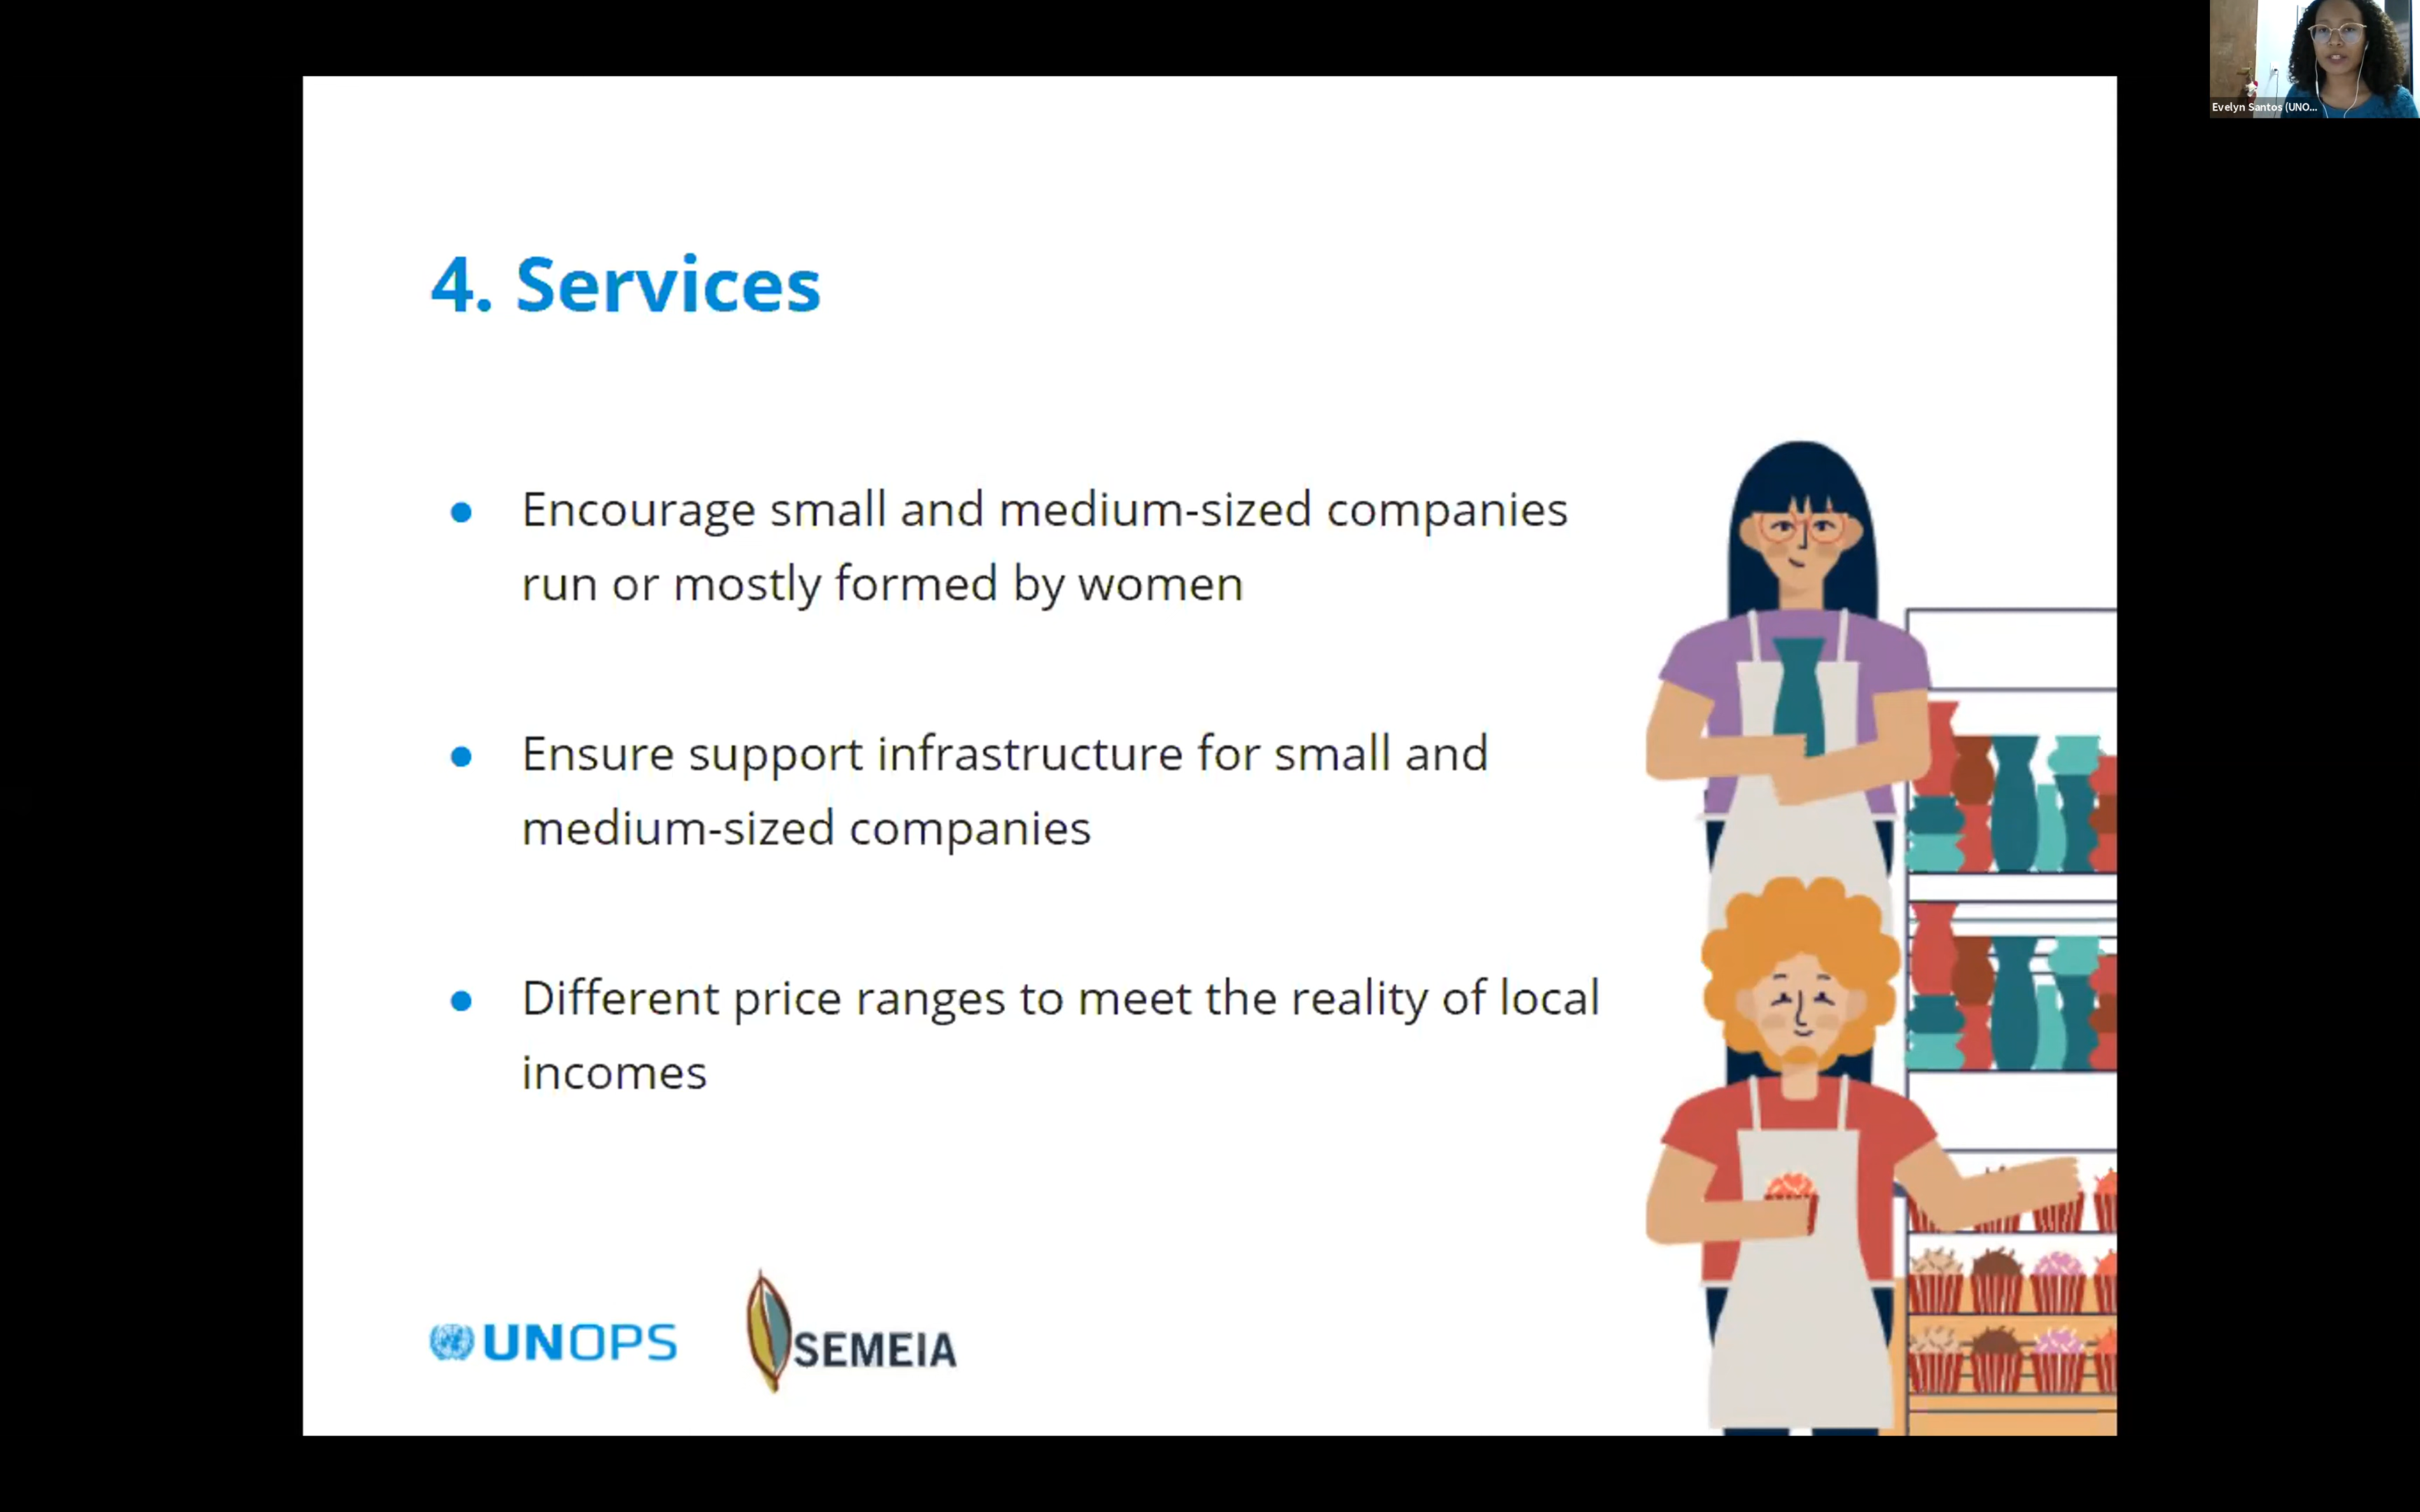 Evelyn Santos (UNO...
4. Services
Encourage small and medium-sized companies
run or mostly formed by women
Ensure support infrastructure for small and
medium-sized companies
Different price ranges to meet the reality of local
incomes
UNOPS
SEMEIA